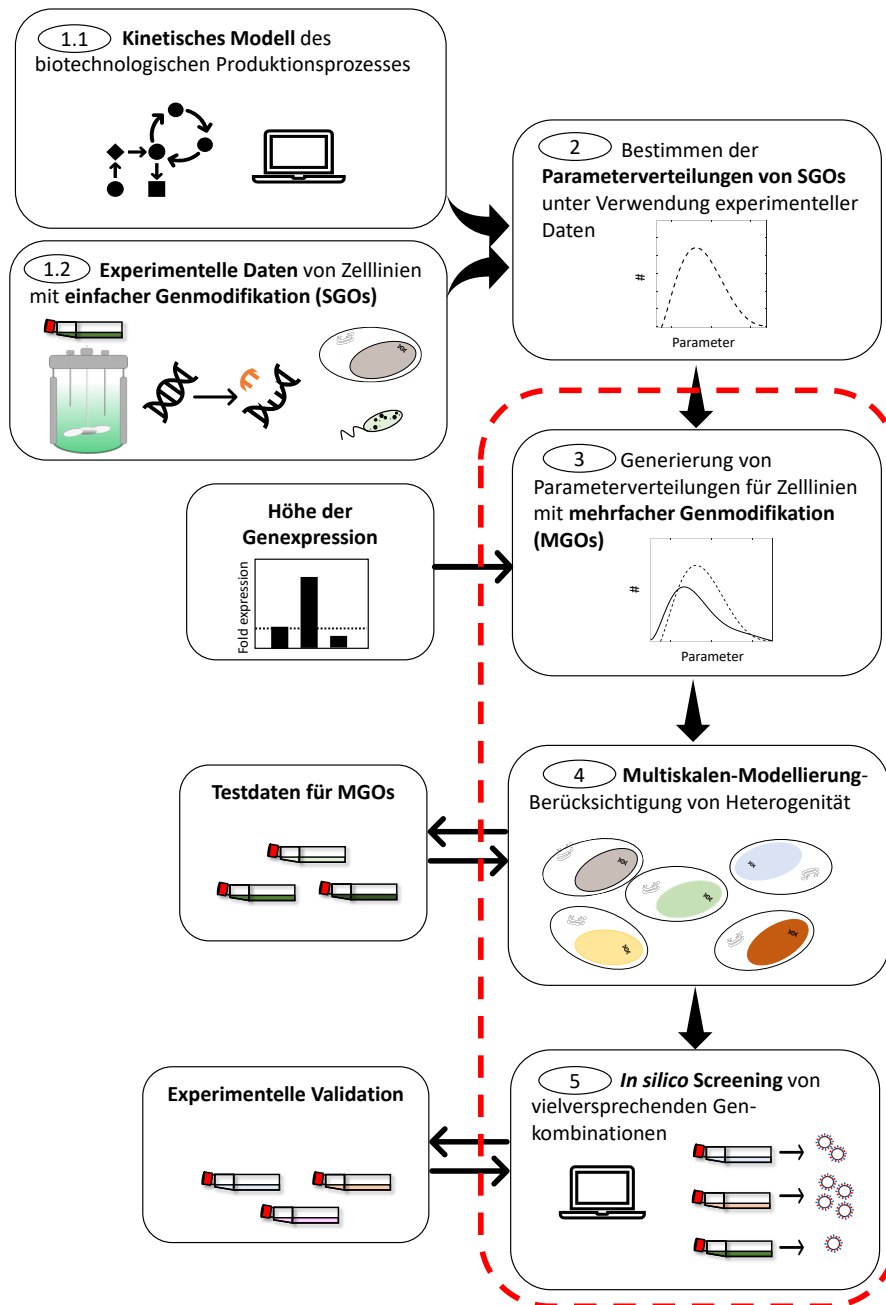 1.1 Kinetisches Modell des
biotechnologischen Produktionsprozesses
1.2 Experimentelle Daten von Zelllinien
mit einfacher Genmodifikation (SGOs)
2 Bestimmen der
Parameterverteilungen von SGOs
unter Verwendung experimenteller
Daten
#
Parameter
3 Generierung von
Parameterverteilungen für Zelllinien
mit mehrfacher Genmodifikation
(MGOs)
#
Parameter
Höhe der
Genexpression
Fold expression
4 Multiskalen-Modellierung-
Berücksichtigung von Heterogenität
Testdaten für MGOs
5 In silico Screening von
vielversprechenden Gen-
kombinationen
Experimentelle Validation